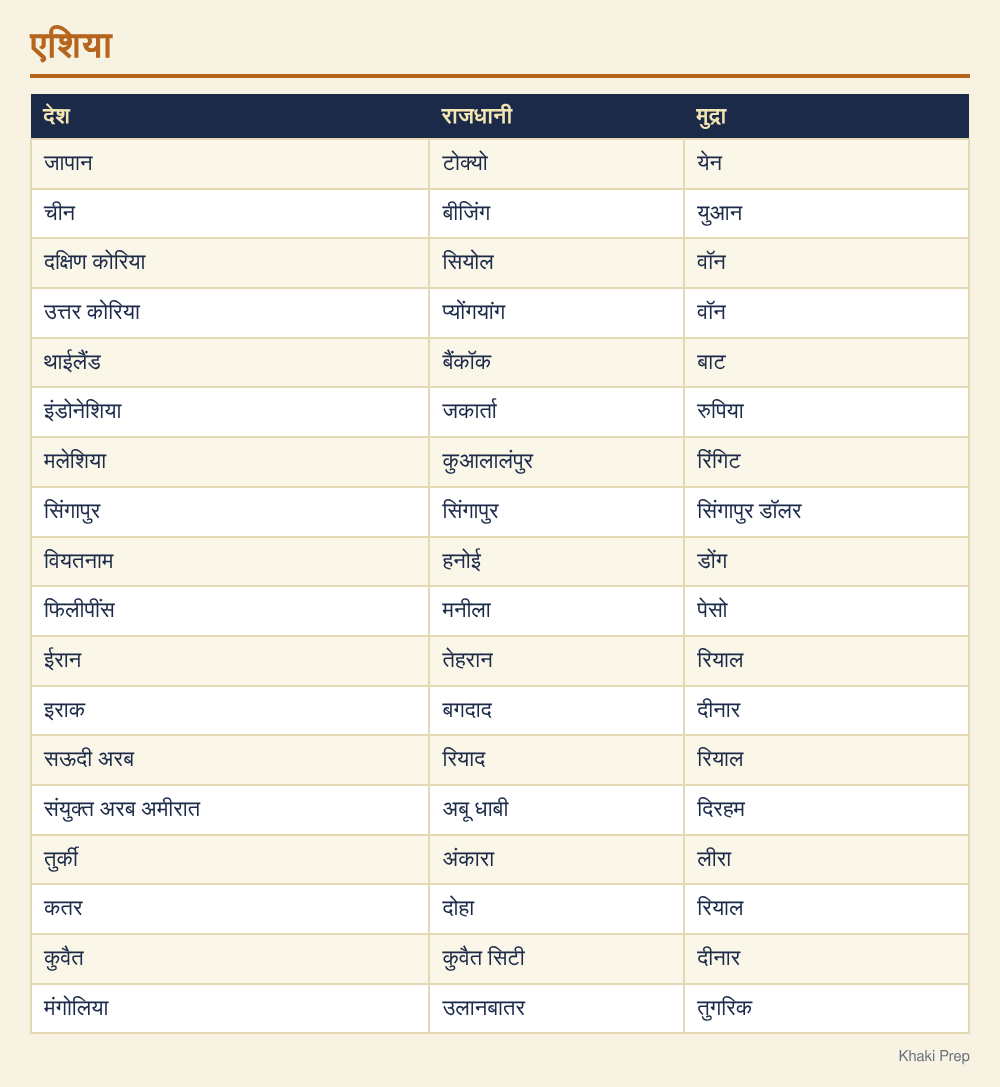 एशिया
देश राजधानी मुद्रा
जापान टोक्यो येन
चीन बीजिंग युआन
दक्षिण कोरिया सियोल वॉन
उत्तर कोरिया प्योंगयांग वॉन
थाईलैंड बैंकॉक बाट
इंडोनेशिया जकार्ता रुपिया
मलेशिया कुआलालंपुर रिंगिट
सिंगापुर सिंगापुर सिंगापुर डॉलर
वियतनाम हनोई डोंग
फिलीपींस मनीला पेसो
ईरान तेहरान रियाल
इराक बगदाद दीनार
सऊदी अरब रियाद रियाल
संयुक्त अरब अमीरात अबू धाबी दिरहम
तुर्की अंकारा लीरा
कतर दोहा रियाल
कुवैत कुवैत सिटी दीनार
मंगोलिया उलानबातर तुगरिक
Khaki Prep